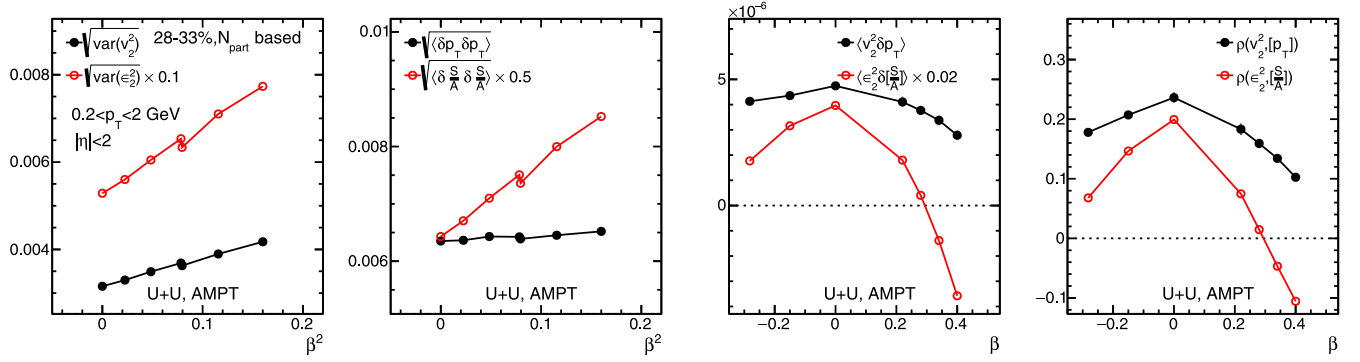 √var(v₂²) 28-33%,N_part based
√var(ε₂²) × 0.1
0.2<p_T<2 GeV
|η|<2
0.008
0.006
0.004
U+U, AMPT
0 0.1 0.2
β²
√⟨δp_T δp_T⟩
√⟨δ S/A δ S/A⟩ × 0.5
0.01
0.008
0.006
U+U, AMPT
0 0.1 0.2
β²
×10⁻⁶
⟨v₂²δp_T⟩
⟨ε₂²δ[S/A]⟩ × 0.02
5
0
U+U, AMPT
−0.2 0 0.2 0.4
β
ρ(v₂²,[p_T])
ρ(ε₂²,[S/A])
0.3
0.2
0.1
0
−0.1
U+U, AMPT
−0.2 0 0.2 0.4
β